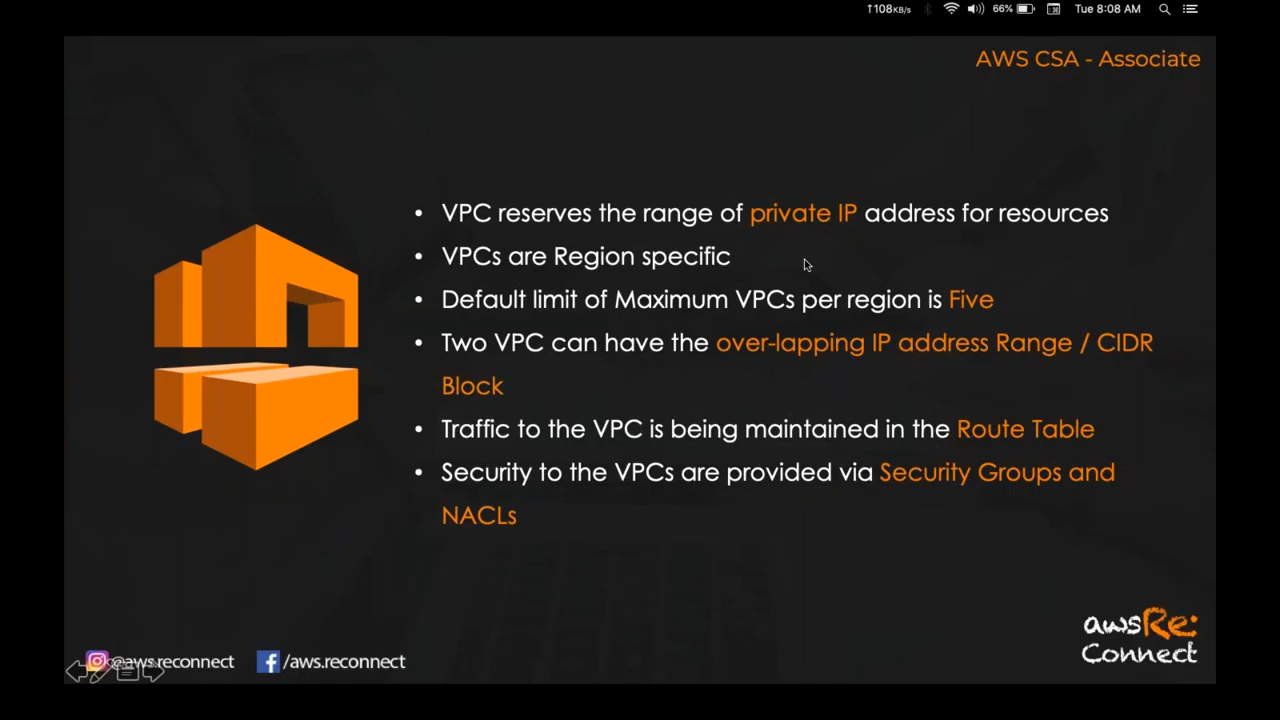 ↑108KB/s 66% Tue 8:08 AM
AWS CSA - Associate
• VPC reserves the range of private IP address for resources
• VPCs are Region specific
• Default limit of Maximum VPCs per region is Five
• Two VPC can have the over-lapping IP address Range / CIDR
Block
• Traffic to the VPC is being maintained in the Route Table
• Security to the VPCs are provided via Security Groups and
NACLs
awsRe:
Connect
@aws.reconnect /aws.reconnect